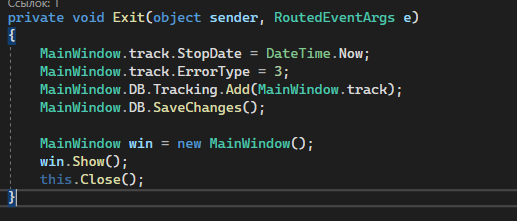 Ссылок: 1
private void Exit(object sender, RoutedEventArgs e)
{
MainWindow.track.StopDate = DateTime.Now;
MainWindow.track.ErrorType = 3;
MainWindow.DB.Tracking.Add(MainWindow.track);
MainWindow.DB.SaveChanges();
MainWindow win = new MainWindow();
win.Show();
this.Close();
}